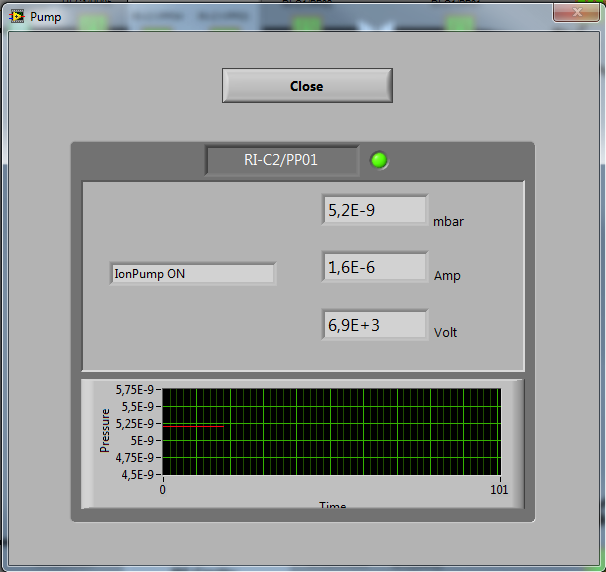 Pump
Close
RI-C2/PP01
5,2E-9 mbar
IonPump ON
1,6E-6 Amp
6,9E+3 Volt
5,75E-9
5,5E-9
5,25E-9
5E-9
4,75E-9
4,5E-9
Pressure
0 101
Time